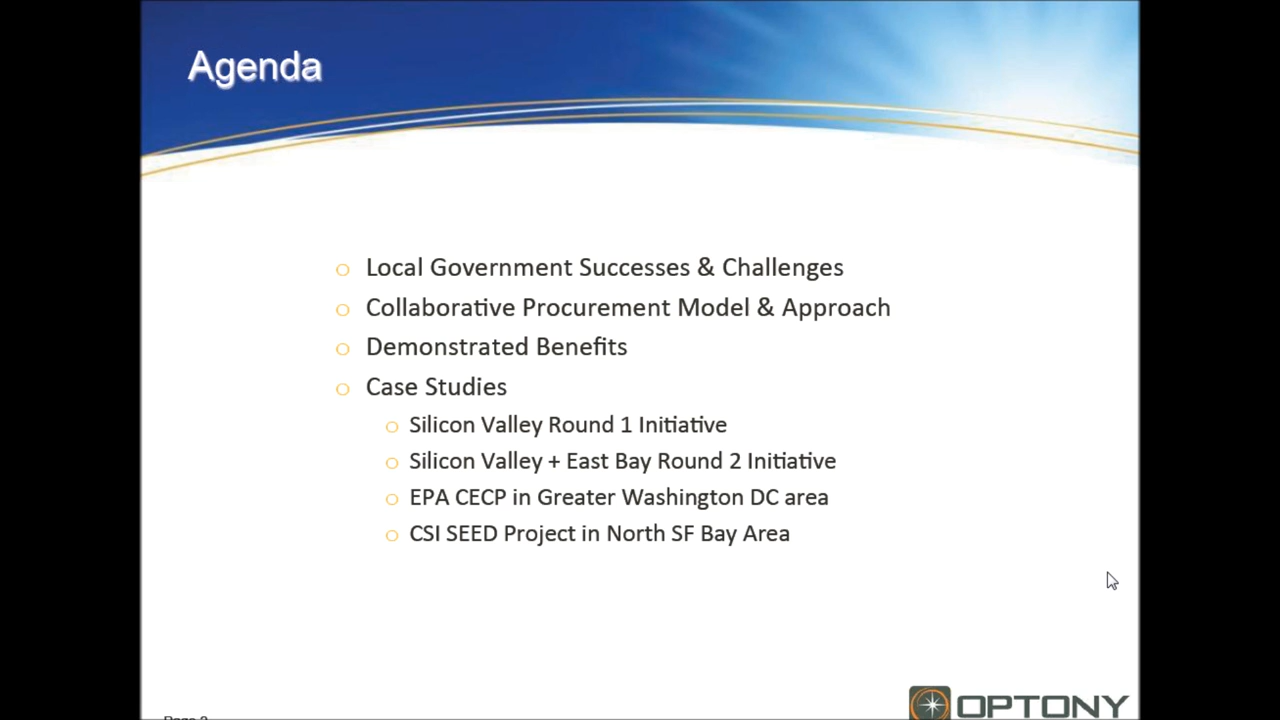 Agenda
Local Government Successes & Challenges
Collaborative Procurement Model & Approach
Demonstrated Benefits
Case Studies
Silicon Valley Round 1 Initiative
Silicon Valley + East Bay Round 2 Initiative
EPA CECP in Greater Washington DC area
CSI SEED Project in North SF Bay Area
OPTONY
Page